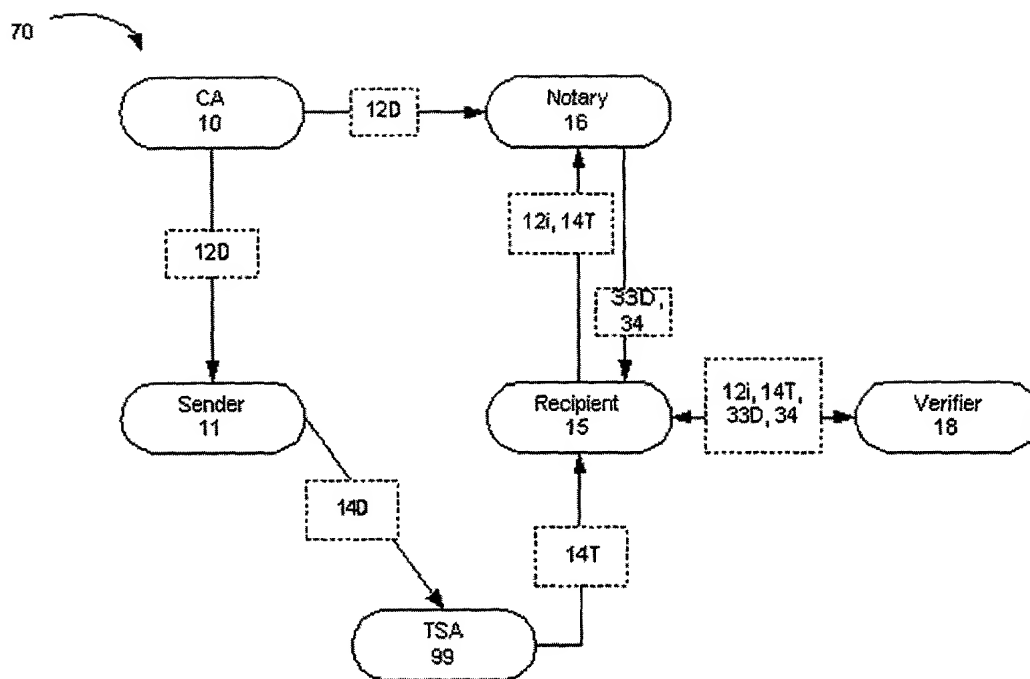 70
CA
10
12D
Notary
16
12D
12i, 14T
33D,
34
Sender
11
Recipient
15
12i, 14T,
33D, 34
Verifier
18
14D
14T
TSA
99